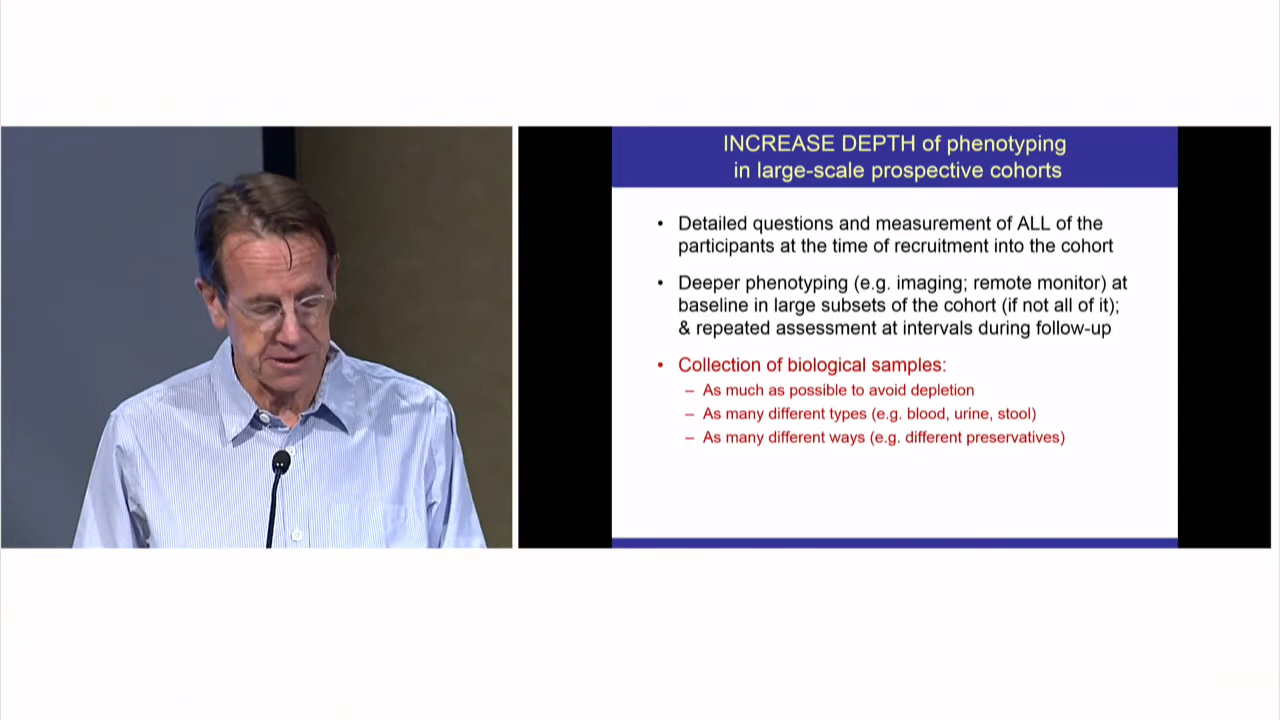 INCREASE DEPTH of phenotyping
in large-scale prospective cohorts
• Detailed questions and measurement of ALL of the
participants at the time of recruitment into the cohort
• Deeper phenotyping (e.g. imaging; remote monitor) at
baseline in large subsets of the cohort (if not all of it);
& repeated assessment at intervals during follow-up
• Collection of biological samples:
– As much as possible to avoid depletion
– As many different types (e.g. blood, urine, stool)
– As many different ways (e.g. different preservatives)